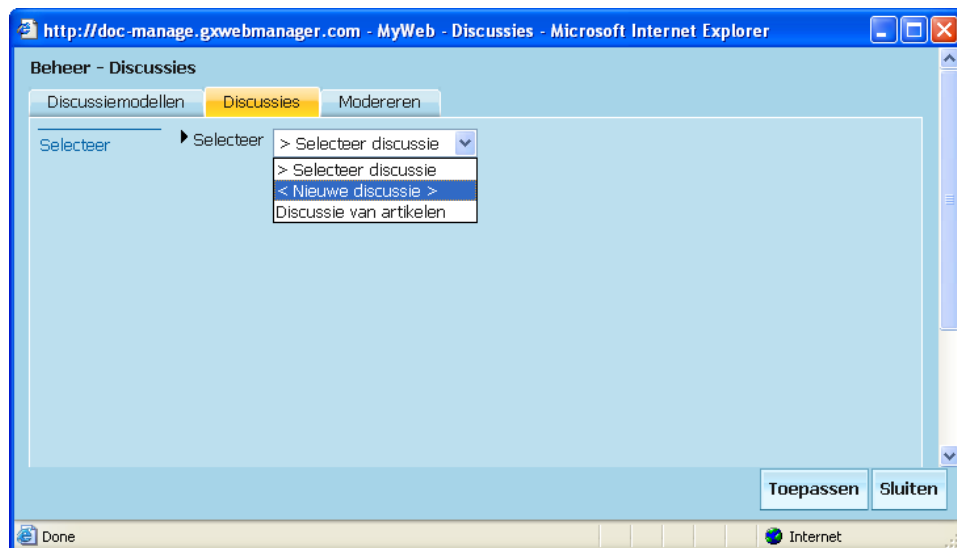 http://doc-manage.gxwebmanager.com - MyWeb - Discussies - Microsoft Internet Explorer
Beheer - Discussies
Discussiemodellen Discussies Modereren
Selecteer Selecteer > Selecteer discussie
> Selecteer discussie
< Nieuwe discussie >
Discussie van artikelen
Toepassen Sluiten
Done Internet